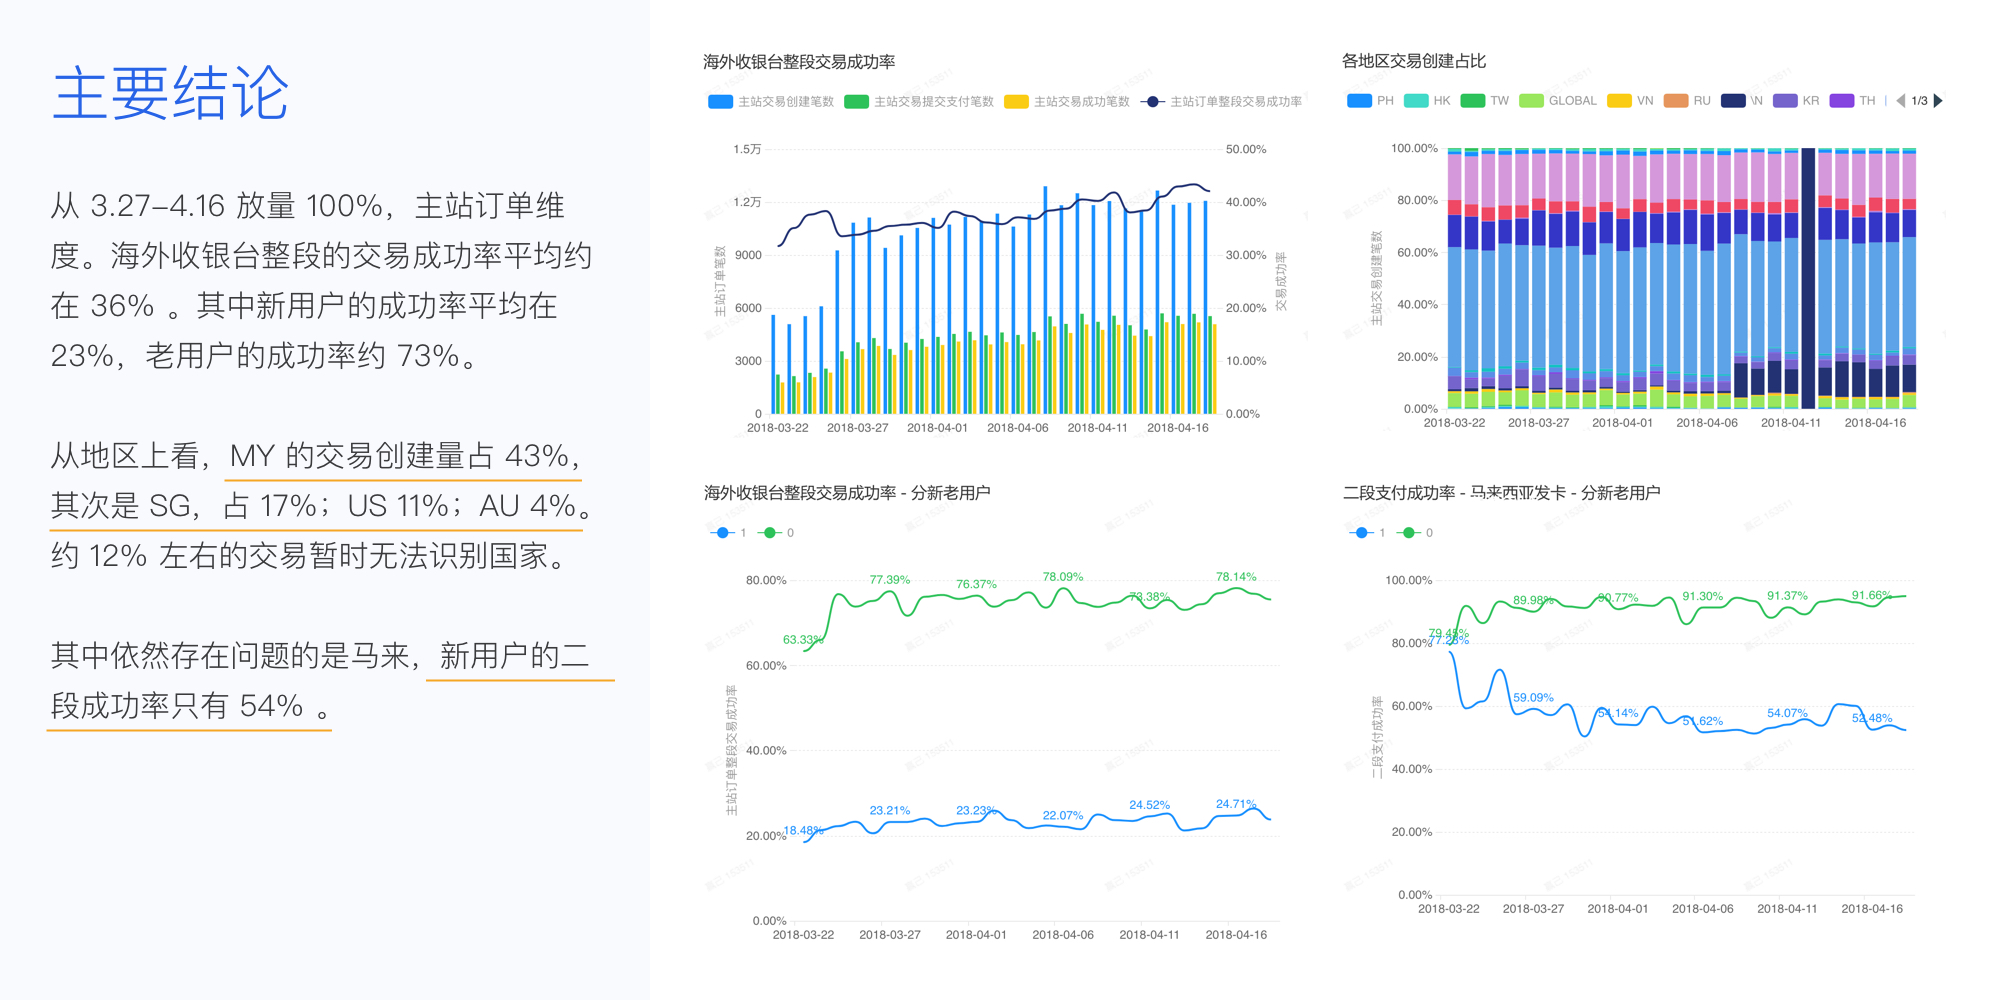 主要结论
从 3.27–4.16 放量 100%，主站订单维
度。海外收银台整段的交易成功率平均约
在 36% 。其中新用户的成功率平均在
23%，老用户的成功率约 73%。
从地区上看，MY 的交易创建量占 43%，
其次是 SG，占 17%；US 11%；AU 4%。
约 12% 左右的交易暂时无法识别国家。
其中依然存在问题的是马来，新用户的二
段成功率只有 54% 。
海外收银台整段交易成功率
主站交易创建笔数 主站交易提交支付笔数 主站交易成功笔数 主站订单整段交易成功率
1.5万 50.00%
1.2万 40.00%
9000 30.00%
6000 20.00%
3000 10.00%
0 0.00%
主站订单笔数
交易成功率
2018-03-22 2018-03-27 2018-04-01 2018-04-06 2018-04-11 2018-04-16
各地区交易创建占比
PH HK TW GLOBAL VN RU \N KR TH 1/3
100.00%
80.00%
60.00%
40.00%
20.00%
0.00%
主站交易创建笔数
2018-03-22 2018-03-27 2018-04-01 2018-04-06 2018-04-11 2018-04-16
海外收银台整段交易成功率 - 分新老用户
1 0
80.00%
60.00%
40.00%
20.00%
0.00%
主站订单整段交易成功率
63.33% 77.39% 76.37% 78.09% 73.38% 78.14%
18.48% 23.21% 23.23% 22.07% 24.52% 24.71%
2018-03-22 2018-03-27 2018-04-01 2018-04-06 2018-04-11 2018-04-16
二段支付成功率 - 马来西亚发卡 - 分新老用户
1 0
100.00%
80.00%
60.00%
40.00%
20.00%
0.00%
二段支付成功率
79.45% 89.98% 90.77% 91.30% 91.37% 91.66%
77.28% 59.09% 54.14% 51.62% 54.07% 52.48%
2018-03-22 2018-03-27 2018-04-01 2018-04-06 2018-04-11 2018-04-16